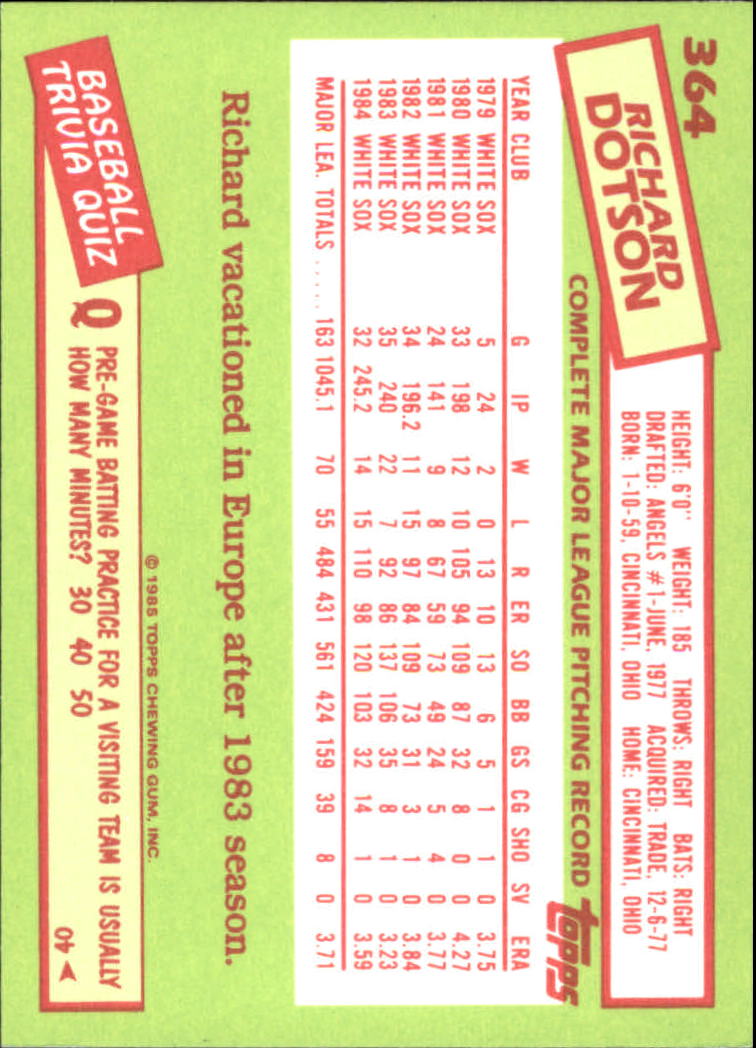 364
RICHARD
DOTSON
HEIGHT: 6'0" WEIGHT: 185 THROWS: RIGHT BATS: RIGHT
DRAFTED: ANGELS #1-JUNE, 1977 ACQUIRED: TRADE, 12-6-77
BORN: 1-10-59, CINCINNATI, OHIO HOME: CINCINNATI, OHIO
COMPLETE MAJOR LEAGUE PITCHING RECORD
topps
YEAR CLUB G IP W L R ER SO BB GS CG SHO SV ERA
1979 WHITE SOX 5 24 2 0 13 10 13 6 5 1 1 0 3.75
1980 WHITE SOX 33 198 12 10 105 94 109 87 32 8 0 0 4.27
1981 WHITE SOX 24 141 9 8 67 59 73 49 24 5 4 0 3.77
1982 WHITE SOX 34 196.2 11 15 97 84 109 73 31 3 1 0 3.84
1983 WHITE SOX 35 240 22 7 92 86 137 106 35 8 1 0 3.23
1984 WHITE SOX 32 245.2 14 15 110 98 120 103 32 14 1 0 3.59
MAJOR LEA. TOTALS ..... 163 1045.1 70 55 484 431 561 424 159 39 8 0 3.71
Richard vacationed in Europe after 1983 season.
© 1985 TOPPS CHEWING GUM, INC.
BASEBALL
TRIVIA QUIZ
Q PRE-GAME BATTING PRACTICE FOR A VISITING TEAM IS USUALLY
HOW MANY MINUTES? 30 40 50
40 A